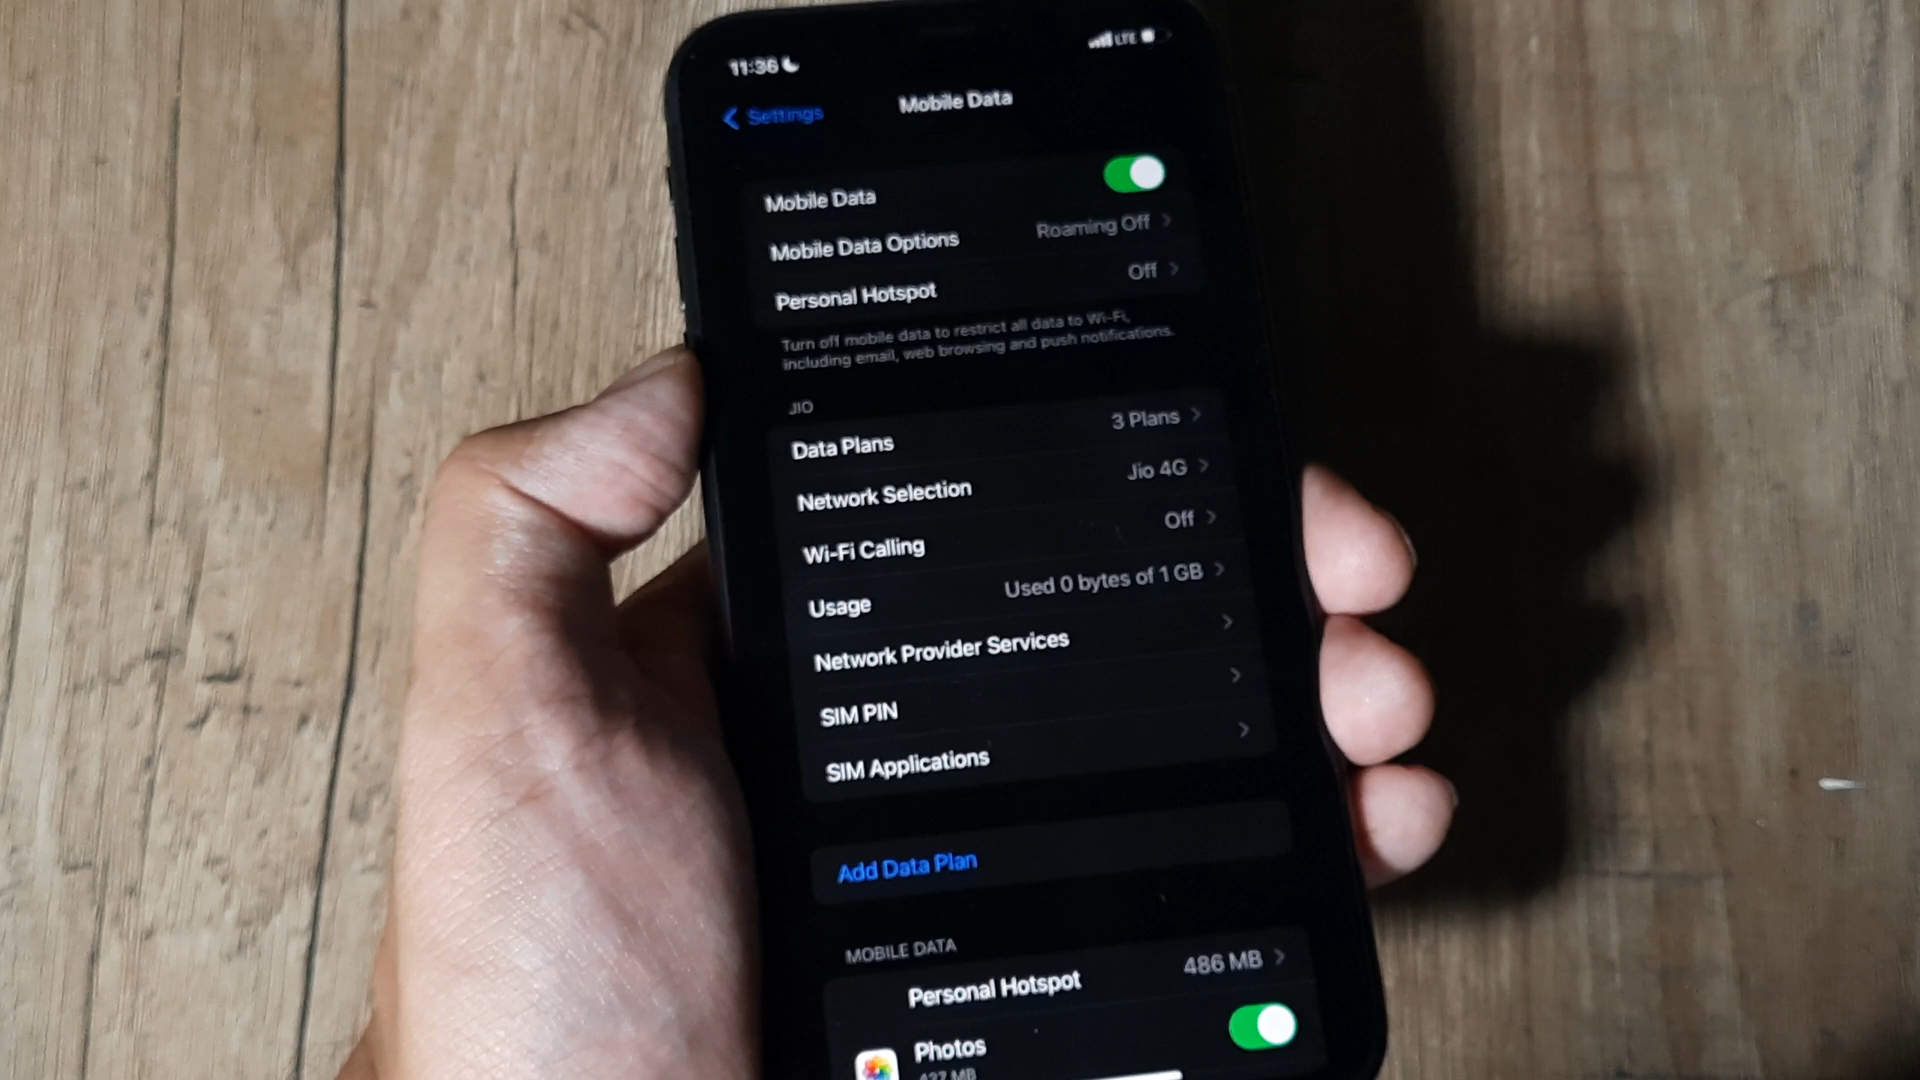 11:36
LTE
Settings
Mobile Data
Mobile Data
Mobile Data Options Roaming Off
Personal Hotspot Off
Turn off mobile data to restrict all data to Wi-Fi,
including email, web browsing and push notifications.
JIO
Data Plans 3 Plans
Network Selection Jio 4G
Wi-Fi Calling Off
Usage Used 0 bytes of 1 GB
Network Provider Services
SIM PIN
SIM Applications
Add Data Plan
MOBILE DATA
Personal Hotspot 486 MB
Photos
427 MB